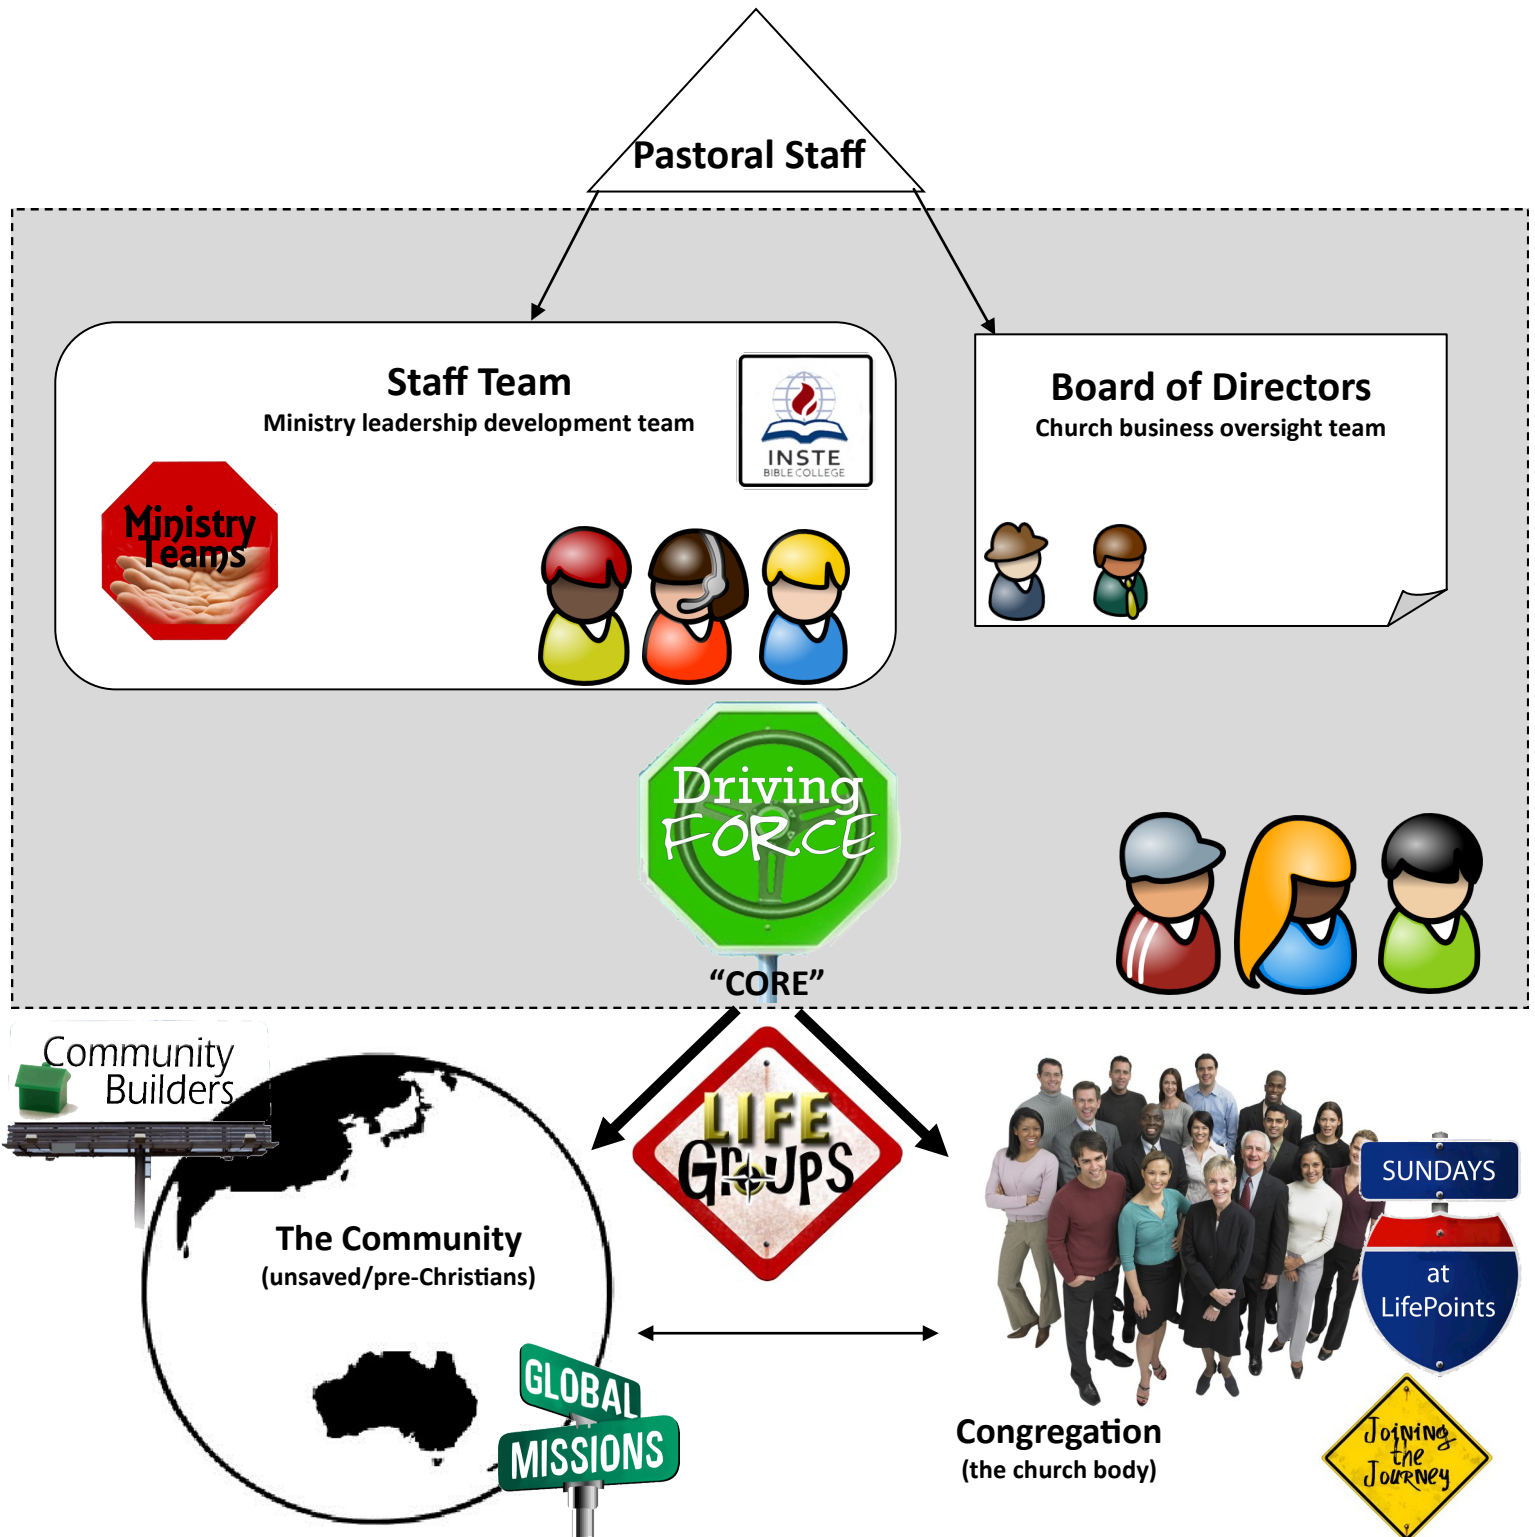 Pastoral Staff
Staff Team
Ministry leadership development team
INSTE
BIBLE COLLEGE
Ministry
Teams
Board of Directors
Church business oversight team
Driving
FORCE
“CORE”
Community
Builders
LIFE
GROUPS
The Community
(unsaved/pre-Christians)
GLOBAL
MISSIONS
SUNDAYS
at
LifePoints
Congregation
(the church body)
Joining
the
Journey